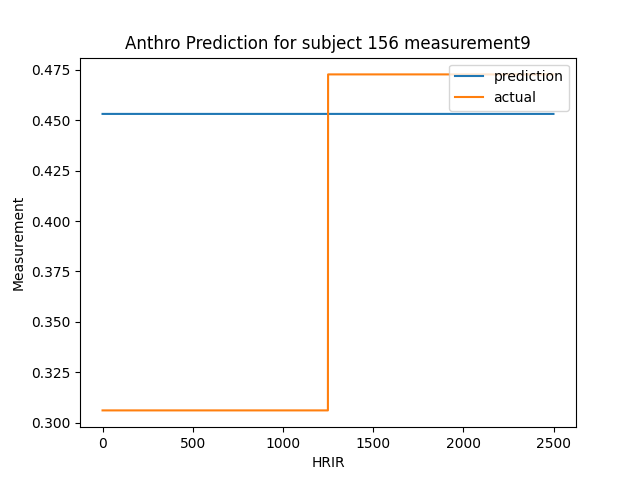 Anthro Prediction for subject 156 measurement9
prediction
actual
0.475
0.450
0.425
0.400
0.375
0.350
0.325
0.300
Measurement
0
500
1000
1500
2000
2500
HRIR